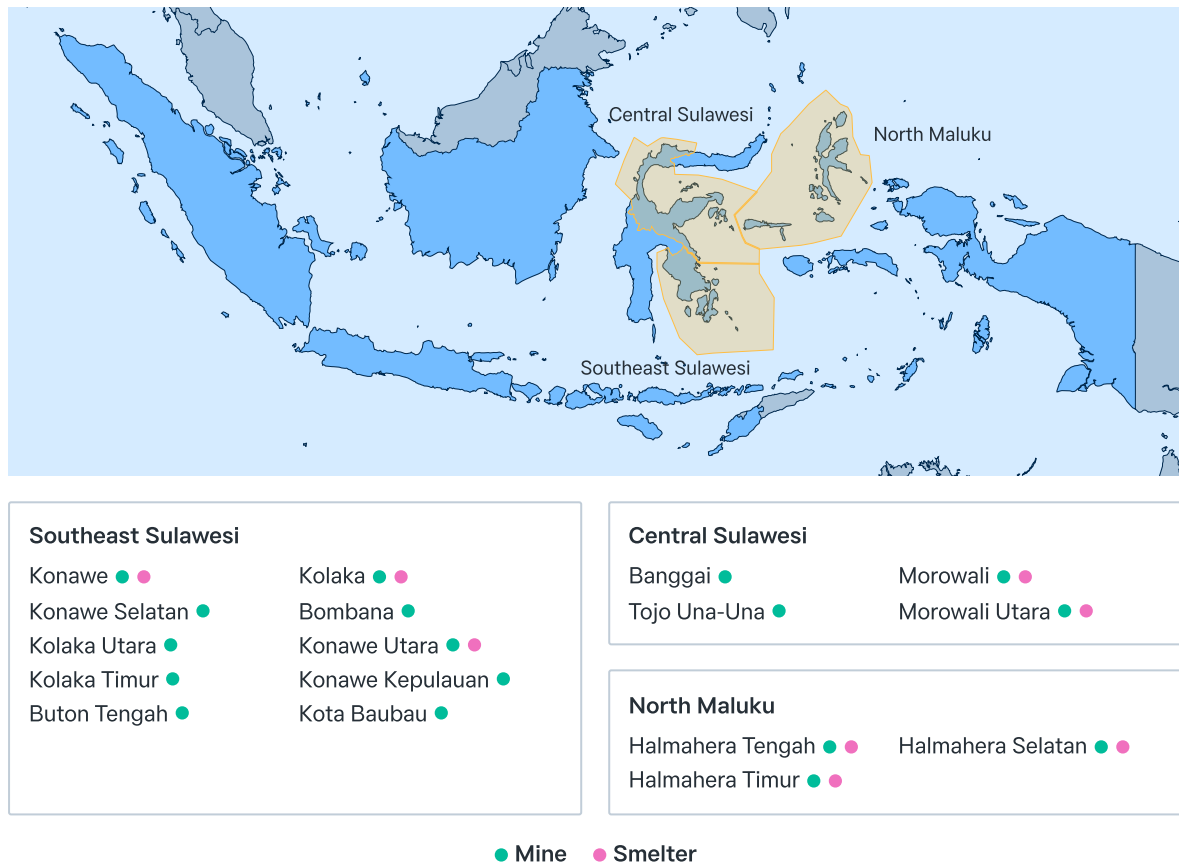 Central Sulawesi
North Maluku
Southeast Sulawesi
Southeast Sulawesi
Konawe
Kolaka
Konawe Selatan
Bombana
Kolaka Utara
Konawe Utara
Kolaka Timur
Konawe Kepulauan
Buton Tengah
Kota Baubau
Central Sulawesi
Banggai
Morowali
Tojo Una-Una
Morowali Utara
North Maluku
Halmahera Tengah
Halmahera Selatan
Halmahera Timur
Mine
Smelter